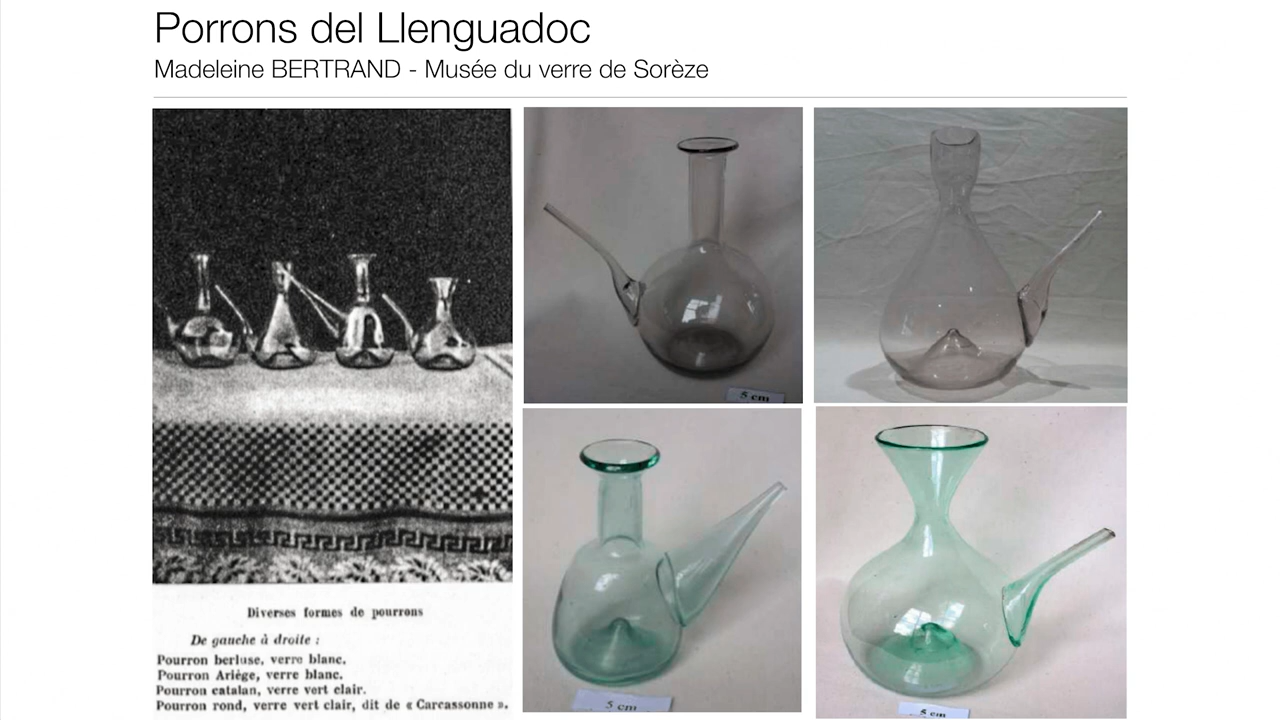 Porrons del Llenguadoc
Madeleine BERTRAND - Musée du verre de Sorèze
Diverses formes de pourrons
De gauche à droite :
Pourron berluse, verre blanc.
Pourron Ariège, verre blanc.
Pourron catalan, verre vert clair.
Pourron rond, verre vert clair, dit de « Carcassonne ».
5 cm
5 cm
5 cm